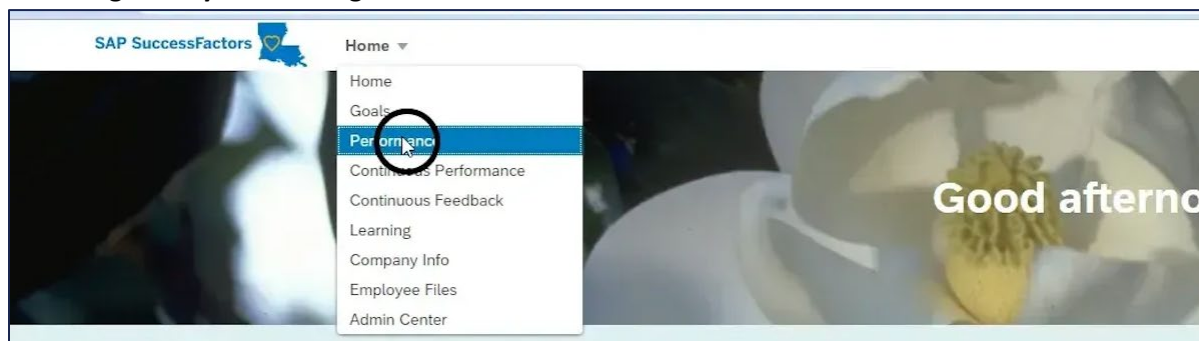 SAP SuccessFactors
Home
Home
Goals
Performance
Continuous Performance
Continuous Feedback
Learning
Company Info
Employee Files
Admin Center
Good afterno